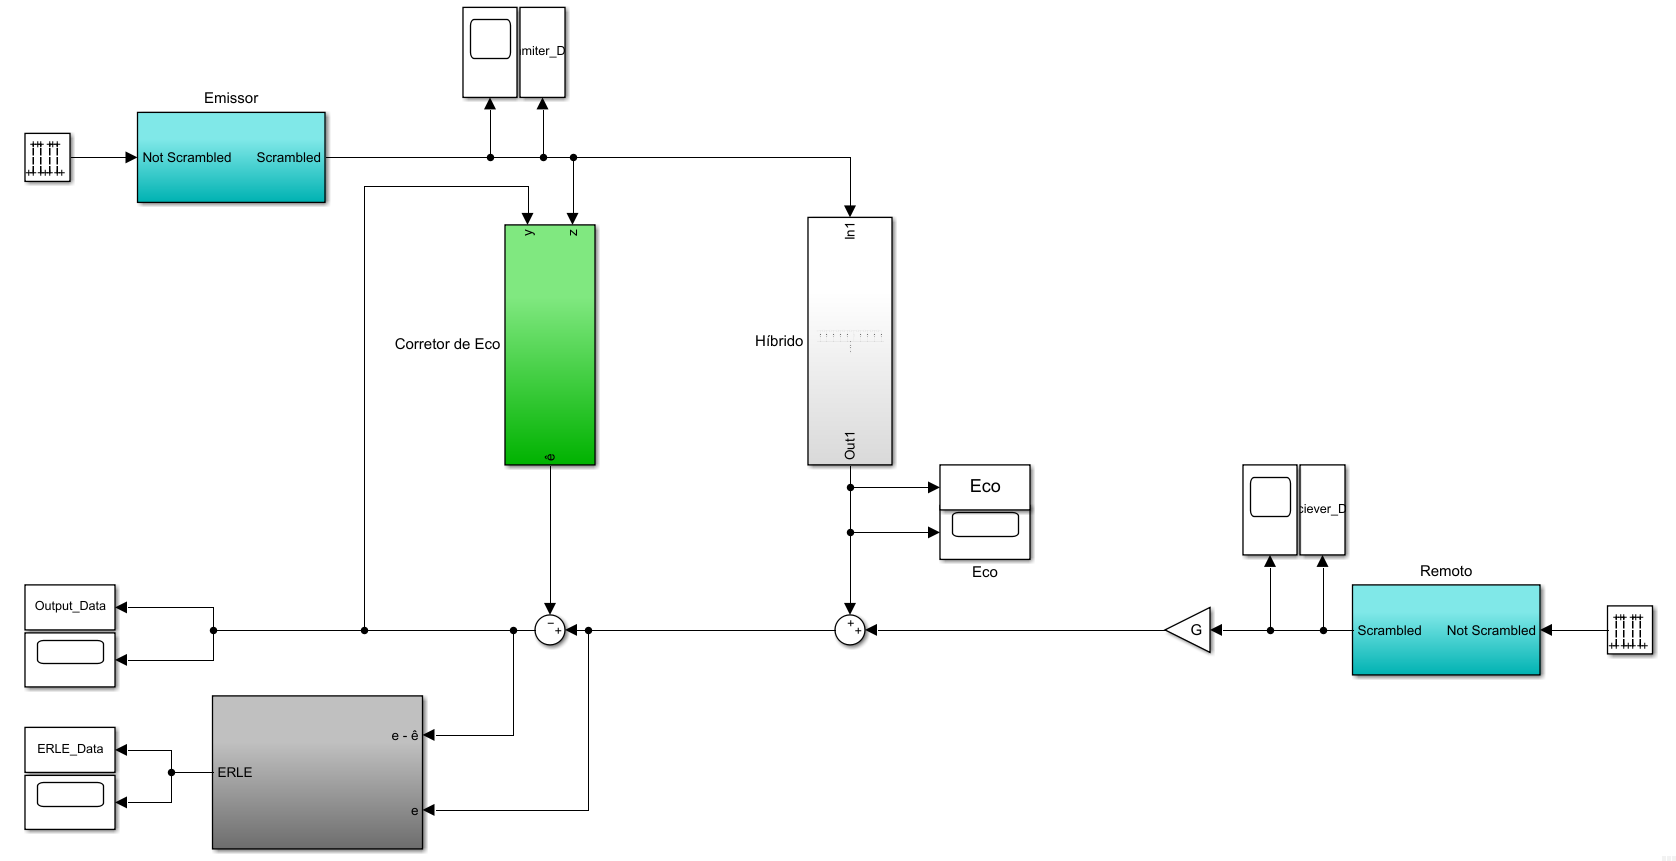 miter_D
Emissor
Not Scrambled Scrambled
y z
In1
Corretor de Eco
Híbrido
ê
Out1
Eco
Eco
ciever_D
Remoto
Output_Data
− +
+ +
G
Scrambled Not Scrambled
e - ê
ERLE_Data
ERLE
e